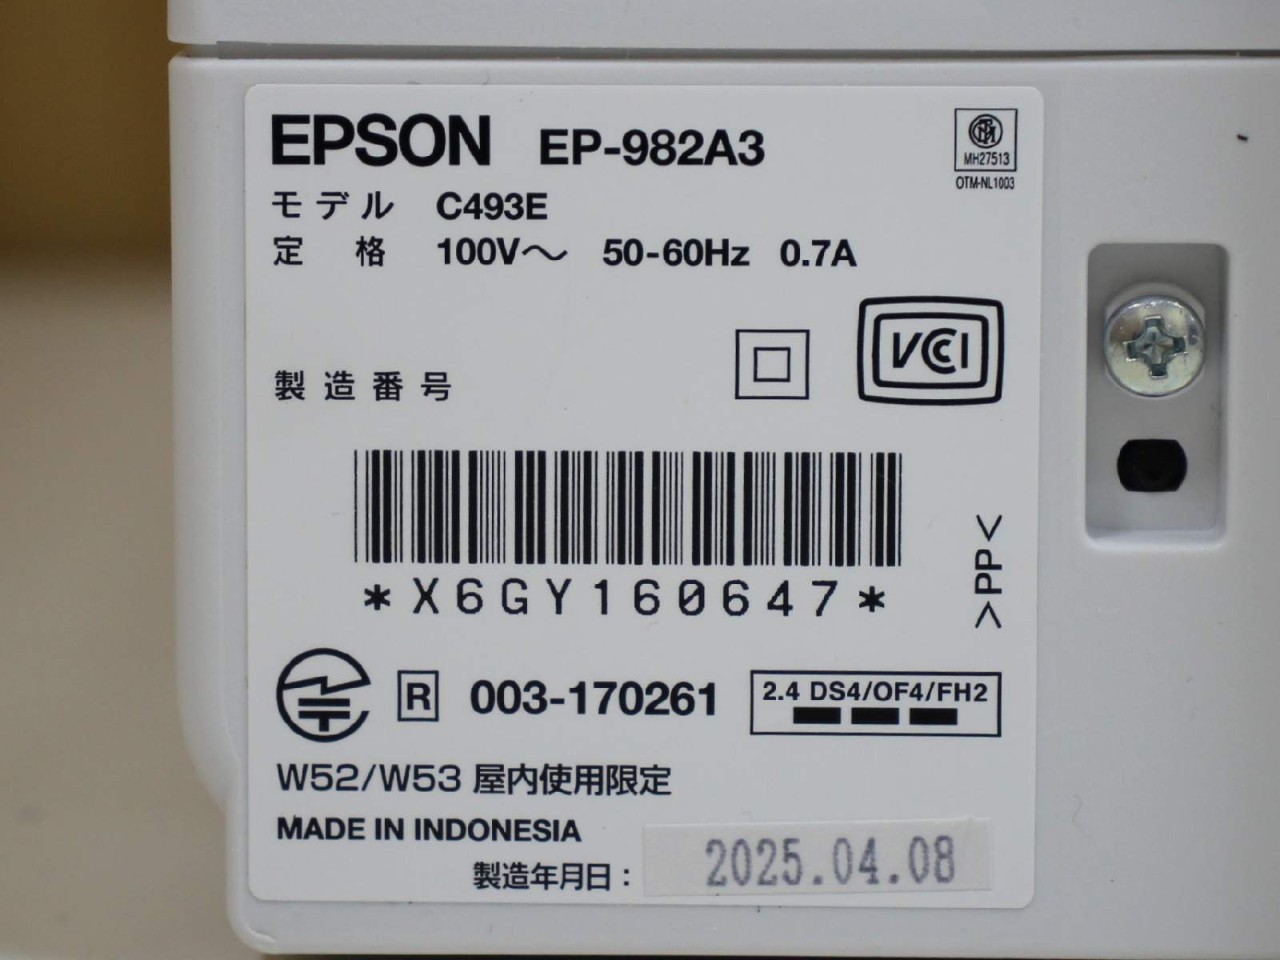 EPSON EP-982A3
MH27513
OTM-NL1003
モデル C493E
定格 100V～ 50-60Hz 0.7A
VCCI
製造番号
*X6GY160647*
>PP<
R 003-170261
2.4 DS4/OF4/FH2
W52/W53 屋内使用限定
MADE IN INDONESIA
製造年月日：2025.04.08